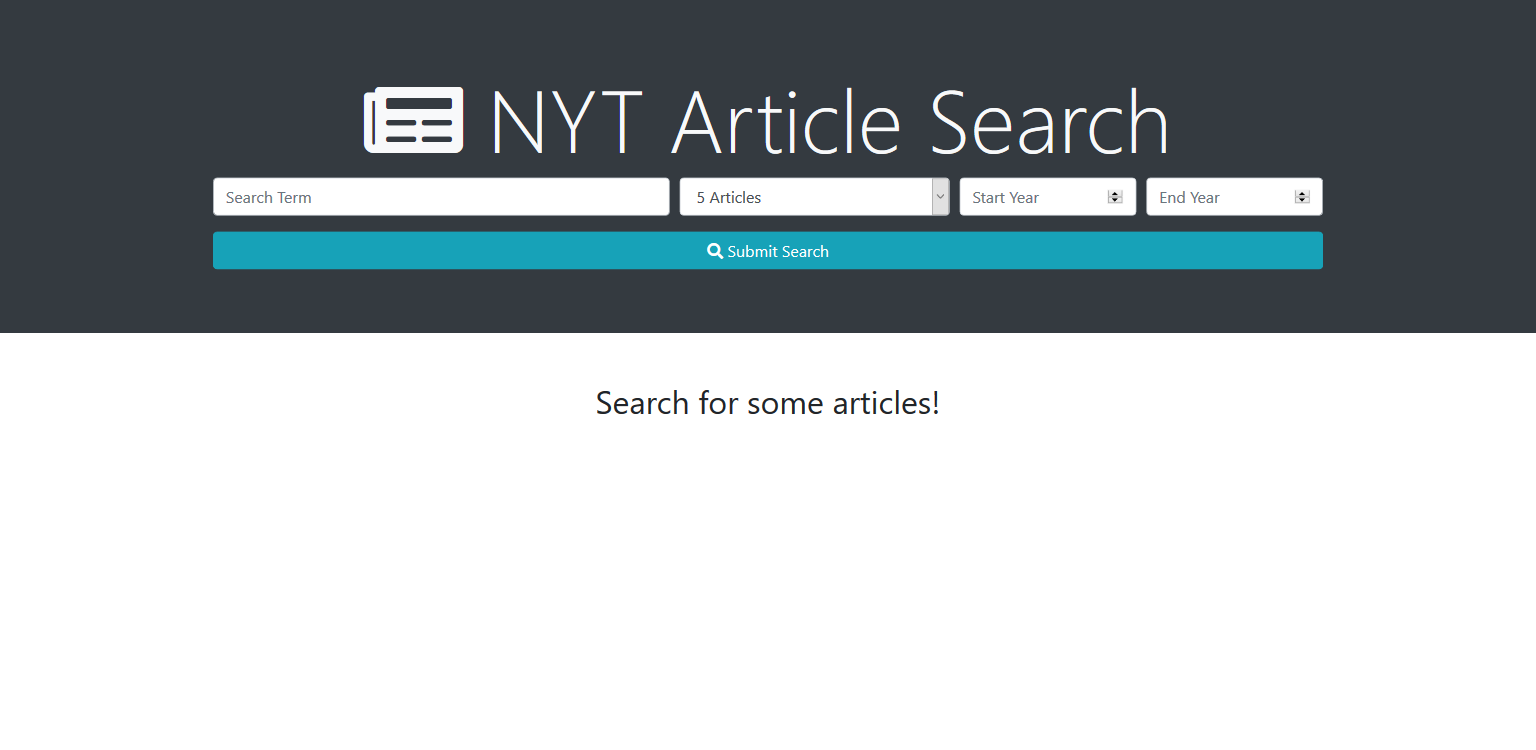 NYT Article Search
Search Term 5 Articles Start Year End Year
Submit Search
Search for some articles!